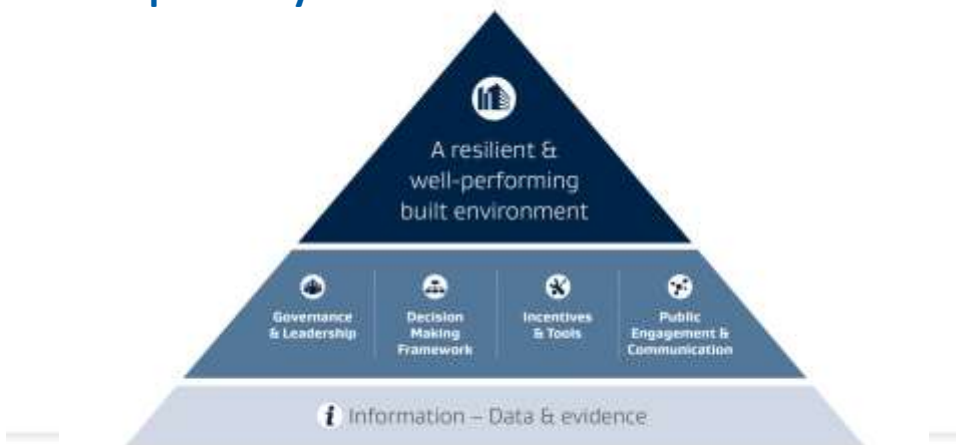 A resilient &
well-performing
built environment
Governance
& Leadership
Decision
Making
Framework
Incentives
& Tools
Public
Engagement &
Communication
i Information – Data & evidence